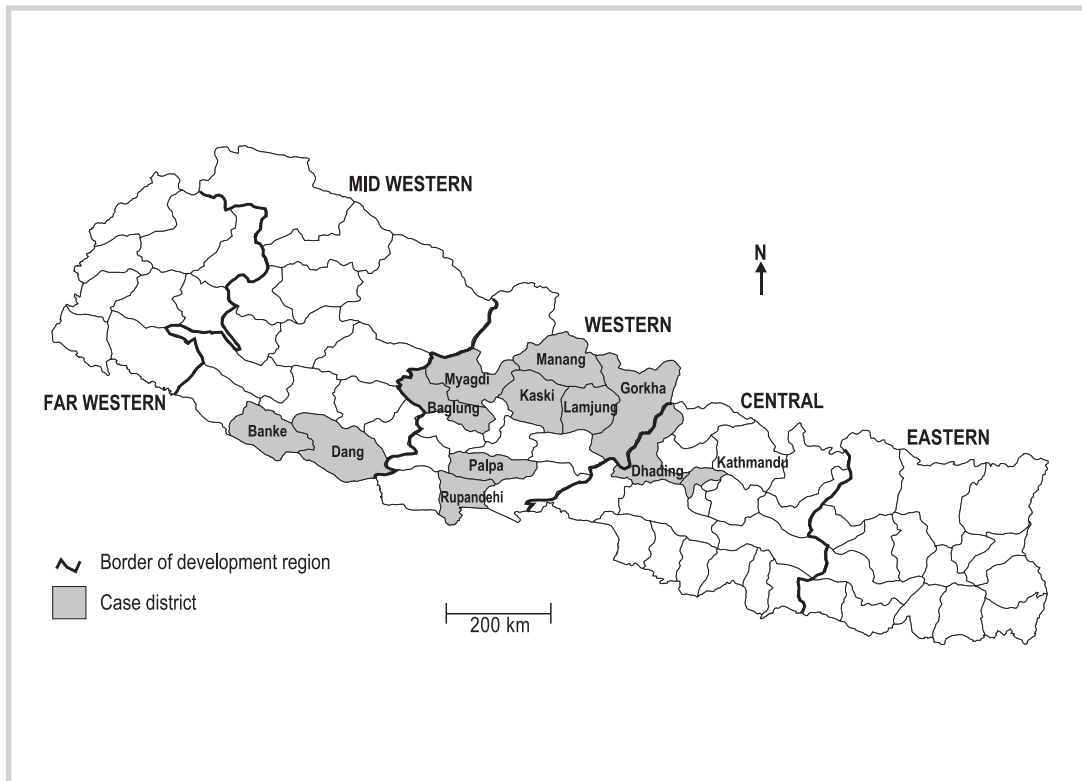 MID WESTERN
N
WESTERN
Manang
Myagdi
Gorkha
Kaski
Lamjung
FAR WESTERN
Baglung
CENTRAL
Banke
EASTERN
Dang
Palpa
Kathmandu
Dhading
Rupandehi
Border of development region
Case district
200 km